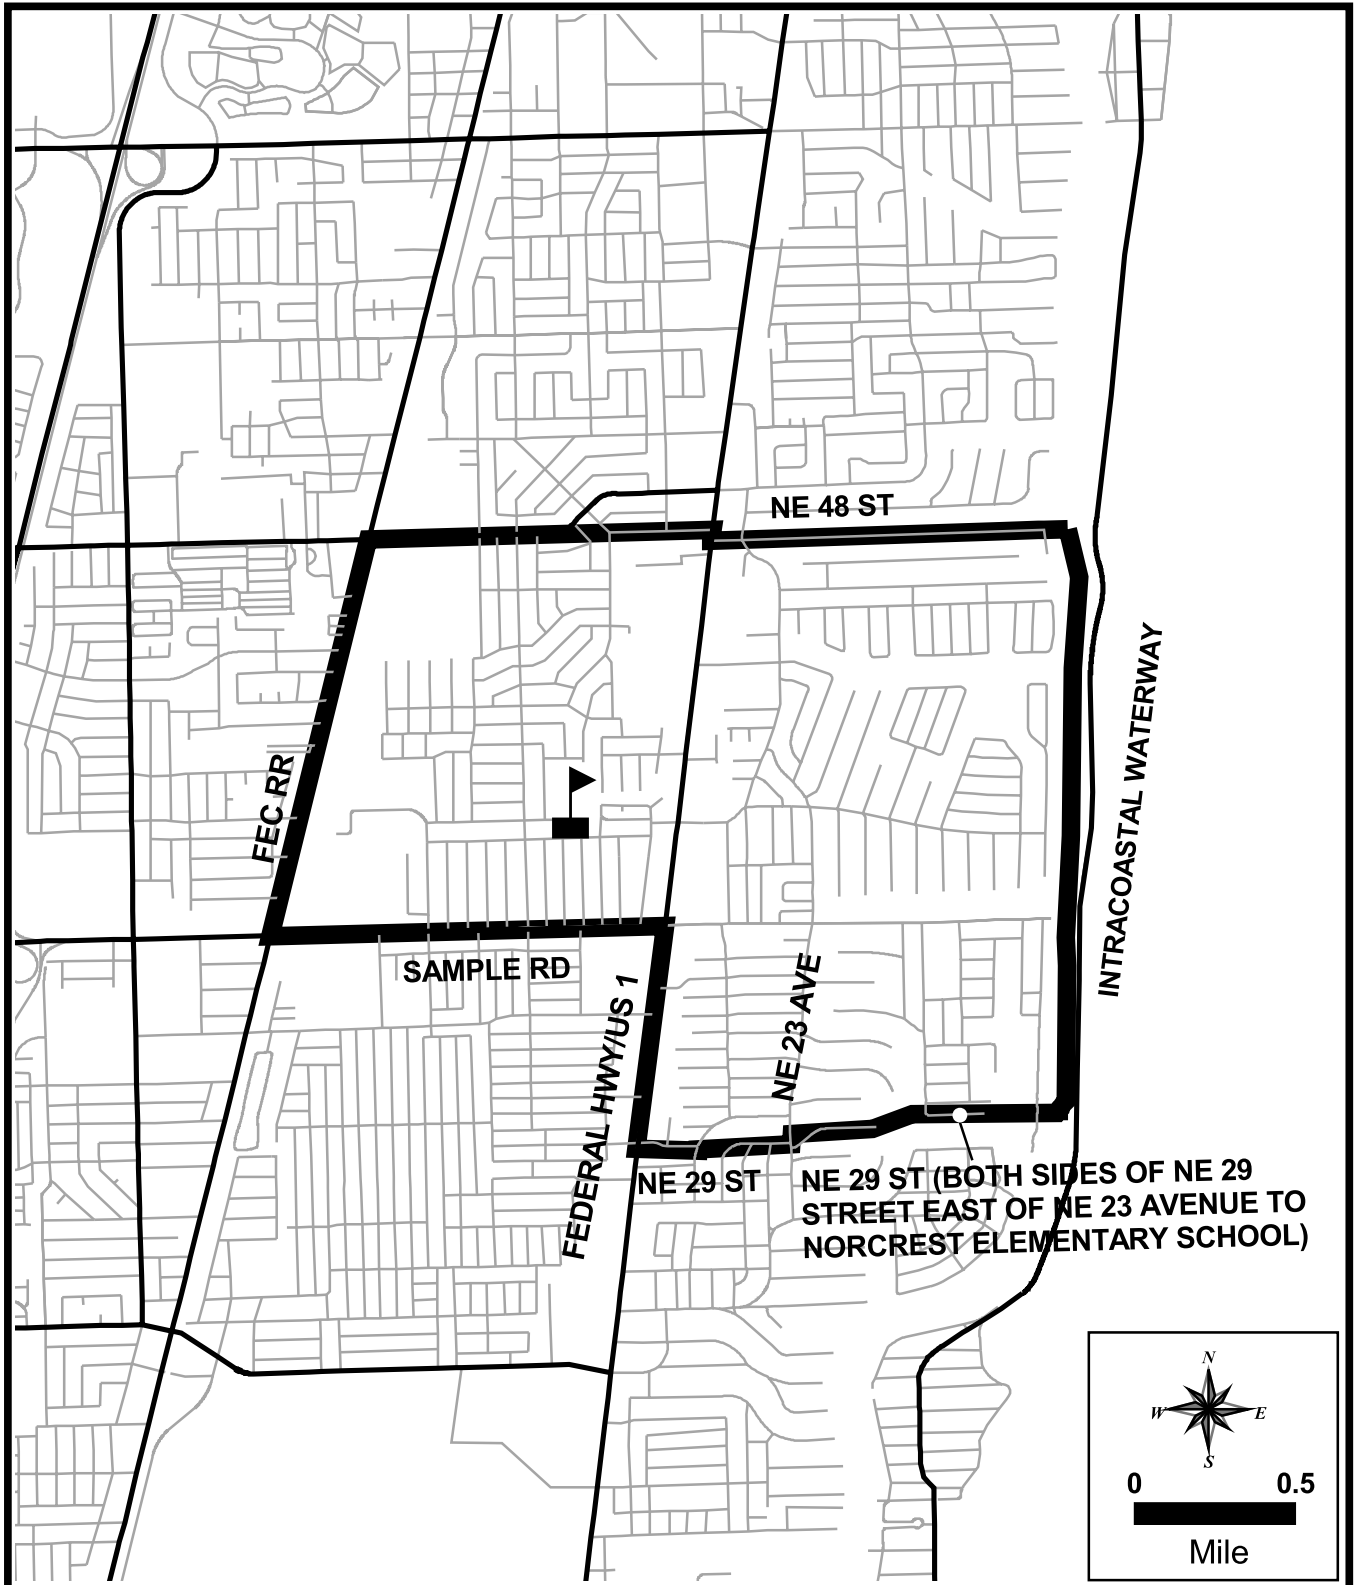 NE 48 ST
INTRACOASTAL WATERWAY
FEC RR
SAMPLE RD
FEDERAL HWY/US 1
NE 23 AVE
NE 29 ST
NE 29 ST (BOTH SIDES OF NE 29
STREET EAST OF NE 23 AVENUE TO
NORCREST ELEMENTARY SCHOOL)
N
W E
S
0 0.5
Mile